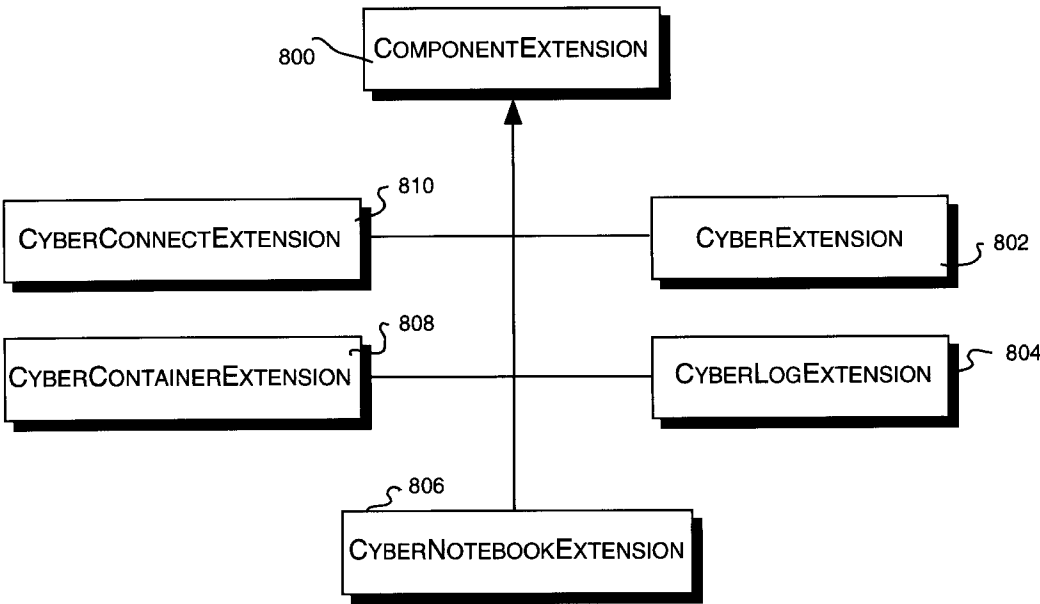 COMPONENTEXTENSION
800
810
CYBERCONNECTEXTENSION
CYBEREXTENSION
802
808
CYBERCONTAINEREXTENSION
CYBERLOGEXTENSION
804
806
CYBERNOTEBOOKEXTENSION